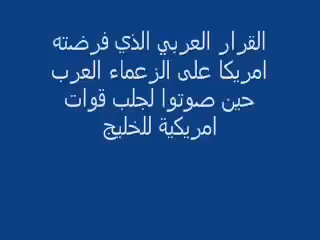 القرار العربي الذي فرضته
امريكا على الزعماء العرب
حين صوتوا لجلب قوات
امريكية للخليج